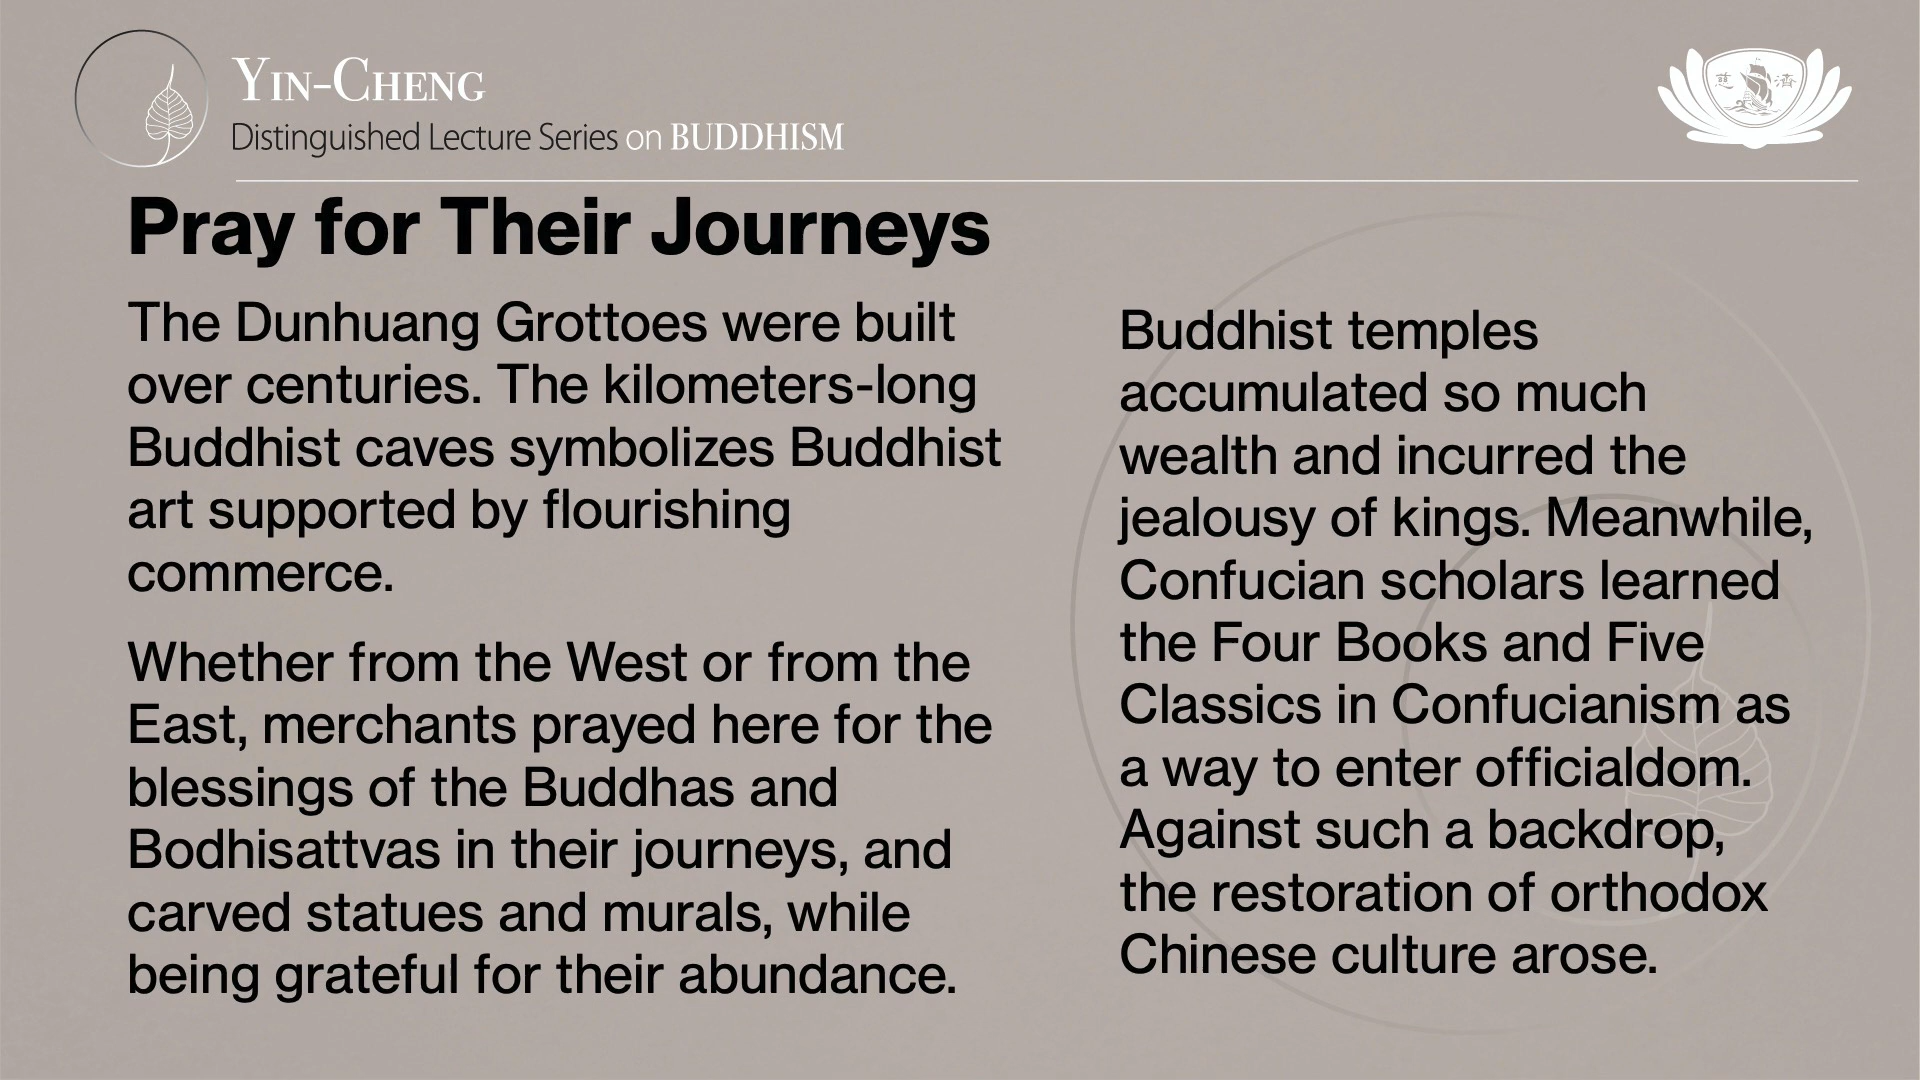 YIN-CHENG
Distinguished Lecture Series on BUDDHISM
慈 濟
Pray for Their Journeys
The Dunhuang Grottoes were built
over centuries. The kilometers-long
Buddhist caves symbolizes Buddhist
art supported by flourishing
commerce.
Whether from the West or from the
East, merchants prayed here for the
blessings of the Buddhas and
Bodhisattvas in their journeys, and
carved statues and murals, while
being grateful for their abundance.
Buddhist temples
accumulated so much
wealth and incurred the
jealousy of kings. Meanwhile,
Confucian scholars learned
the Four Books and Five
Classics in Confucianism as
a way to enter officialdom.
Against such a backdrop,
the restoration of orthodox
Chinese culture arose.